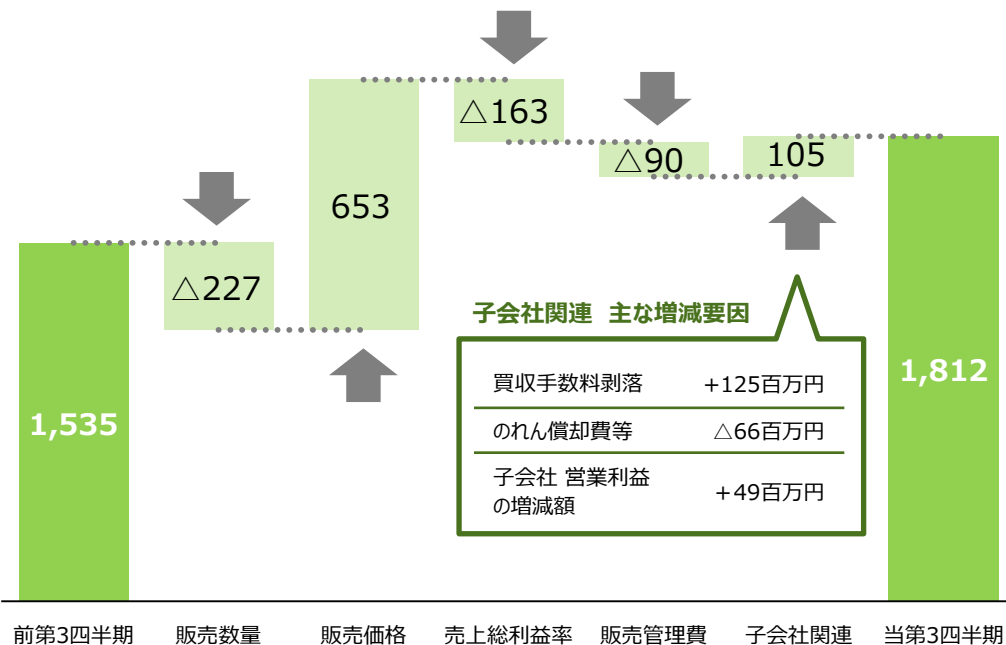 △163
△90
105
653
△227
子会社関連 主な増減要因
買収手数料剥落 +125百万円
のれん償却費等 △66百万円
子会社 営業利益
の増減額 +49百万円
1,812
1,535
前第3四半期 販売数量 販売価格 売上総利益率 販売管理費 子会社関連 当第3四半期